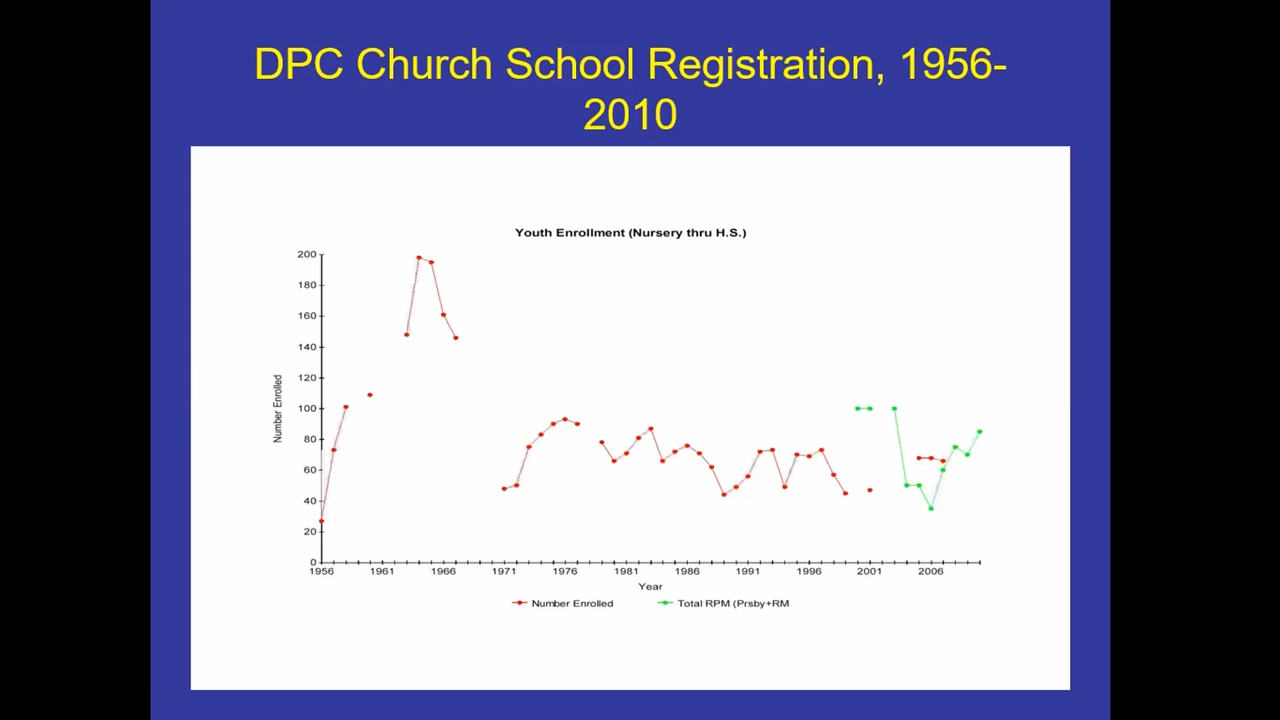 DPC Church School Registration, 1956-
2010
Youth Enrollment (Nursery thru H.S.)
200
180
160
140
120
100
80
60
40
20
0
Number Enrolled
1956 1961 1966 1971 1976 1981 1986 1991 1996 2001 2006
Year
Number Enrolled Total RPM (Prsby+RM